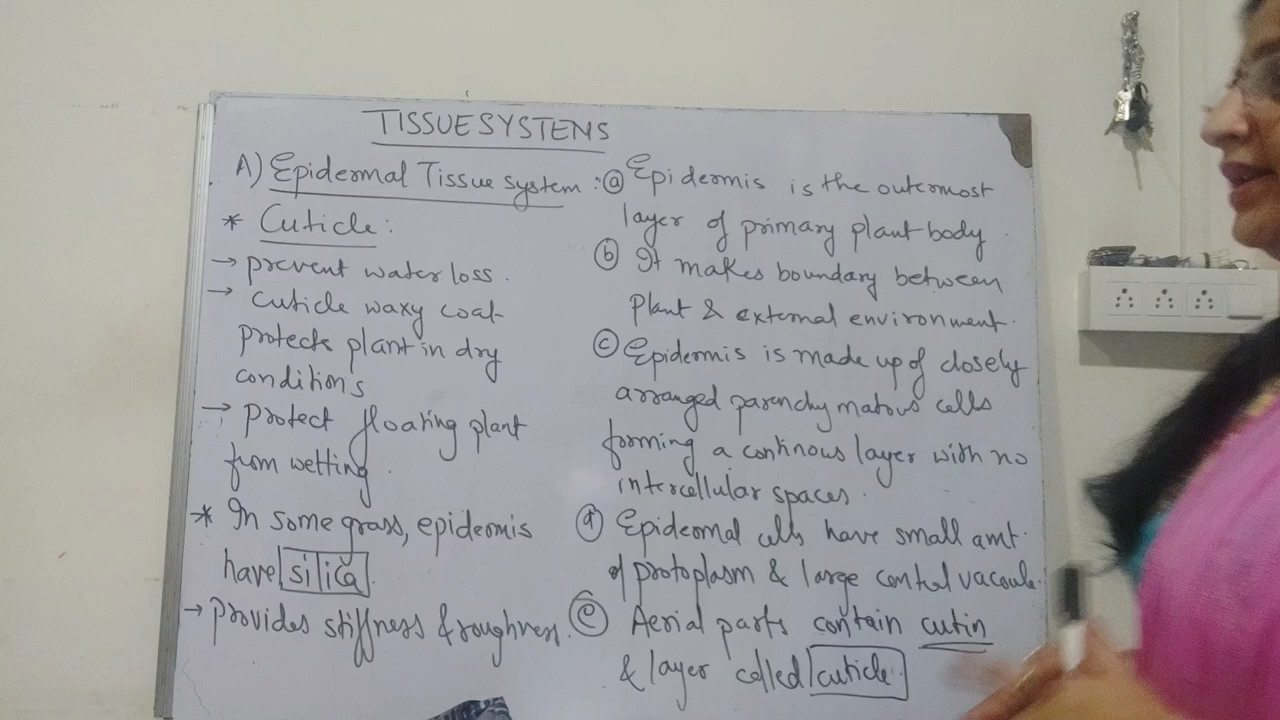 TISSUE SYSTEMS
A) Epidermal Tissue system :
* Cuticle :
→ prevent water loss.
→ Cuticle waxy coat
protects plant in dry
conditions
→ Protect floating plant
from wetting.
* In some grass, epidermis
have silica.
→ Provides stiffness & roughness.
(a) Epidermis is the outermost
layer of primary plant body.
(b) It makes boundary between
plant & external environment.
(c) Epidermis is made up of closely
arranged parenchymatous cells
forming a continous layer with no
intercellular spaces.
(d) Epidermal cells have small amt.
of protoplasm & large central vacoule.
(e) Aerial parts contain cutin
& layer called cuticle.